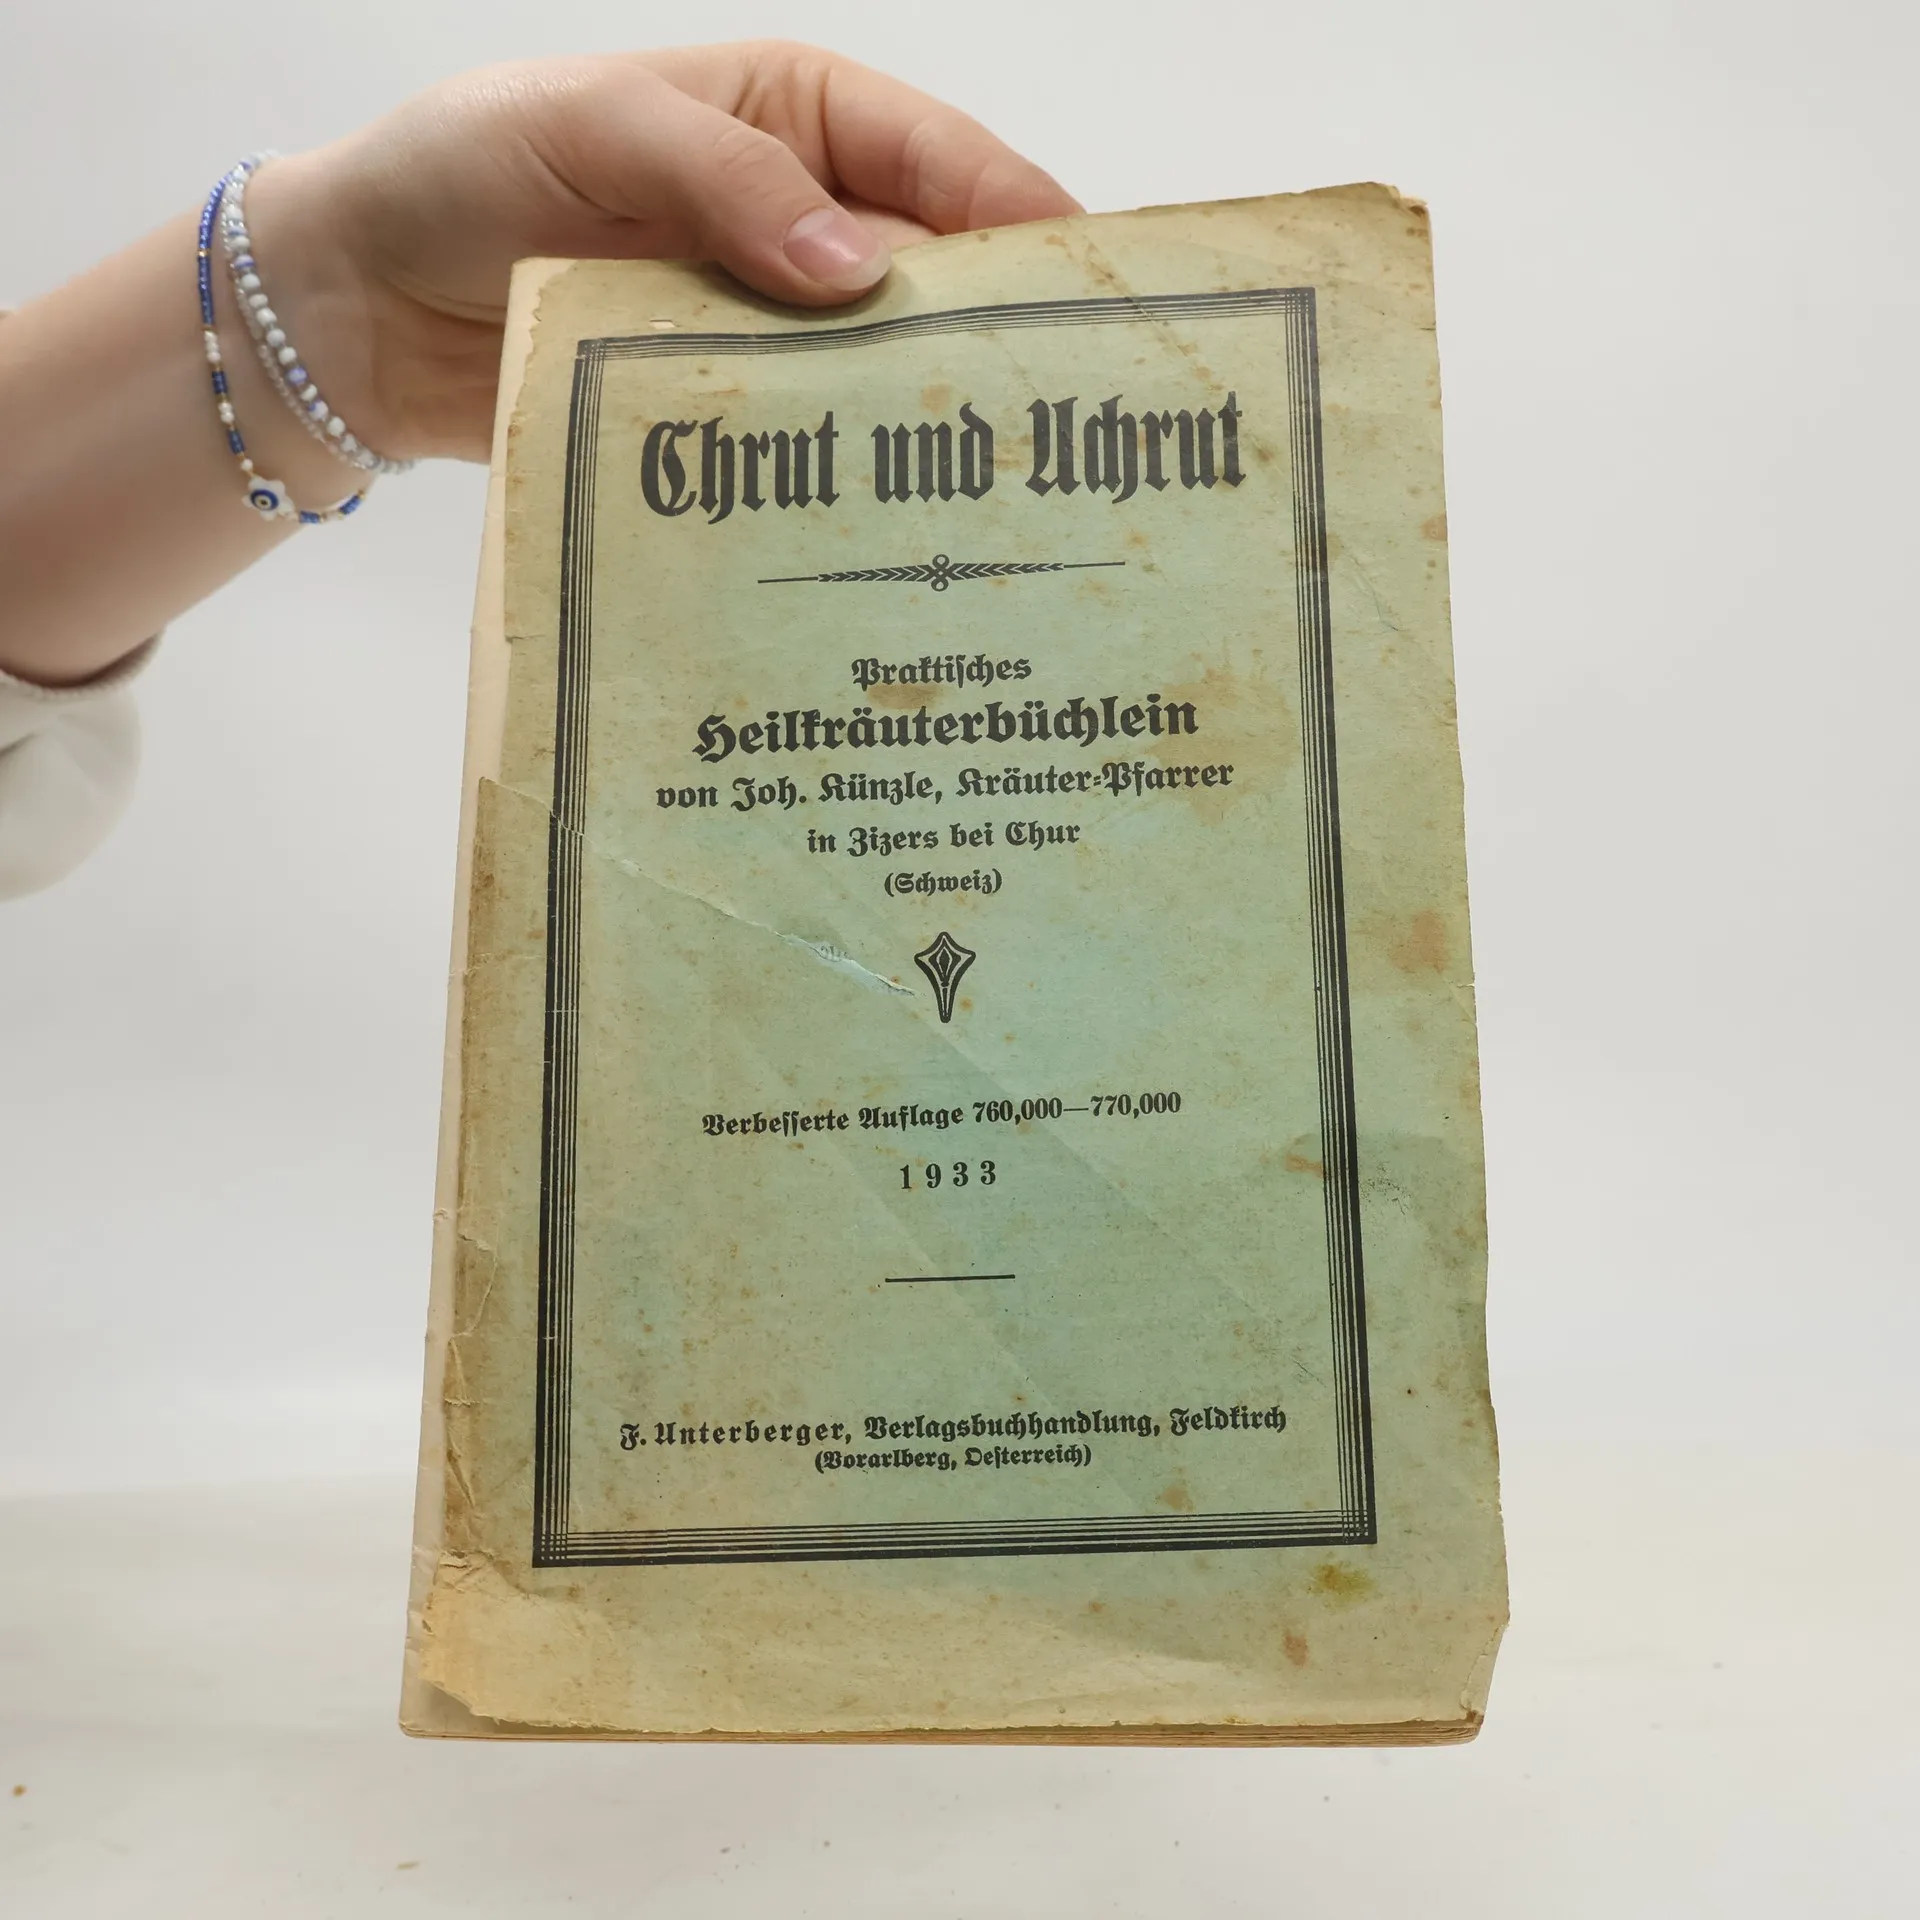 Chrut und Uchrut
Praktisches
Heilkräuterbüchlein
von Joh. Künzle, Kräuter-Pfarrer
in Zizers bei Chur
(Schweiz)
Verbesserte Auflage 760,000—770,000
1933
F. Unterberger, Verlagsbuchhandlung, Feldkirch
(Vorarlberg, Oesterreich)